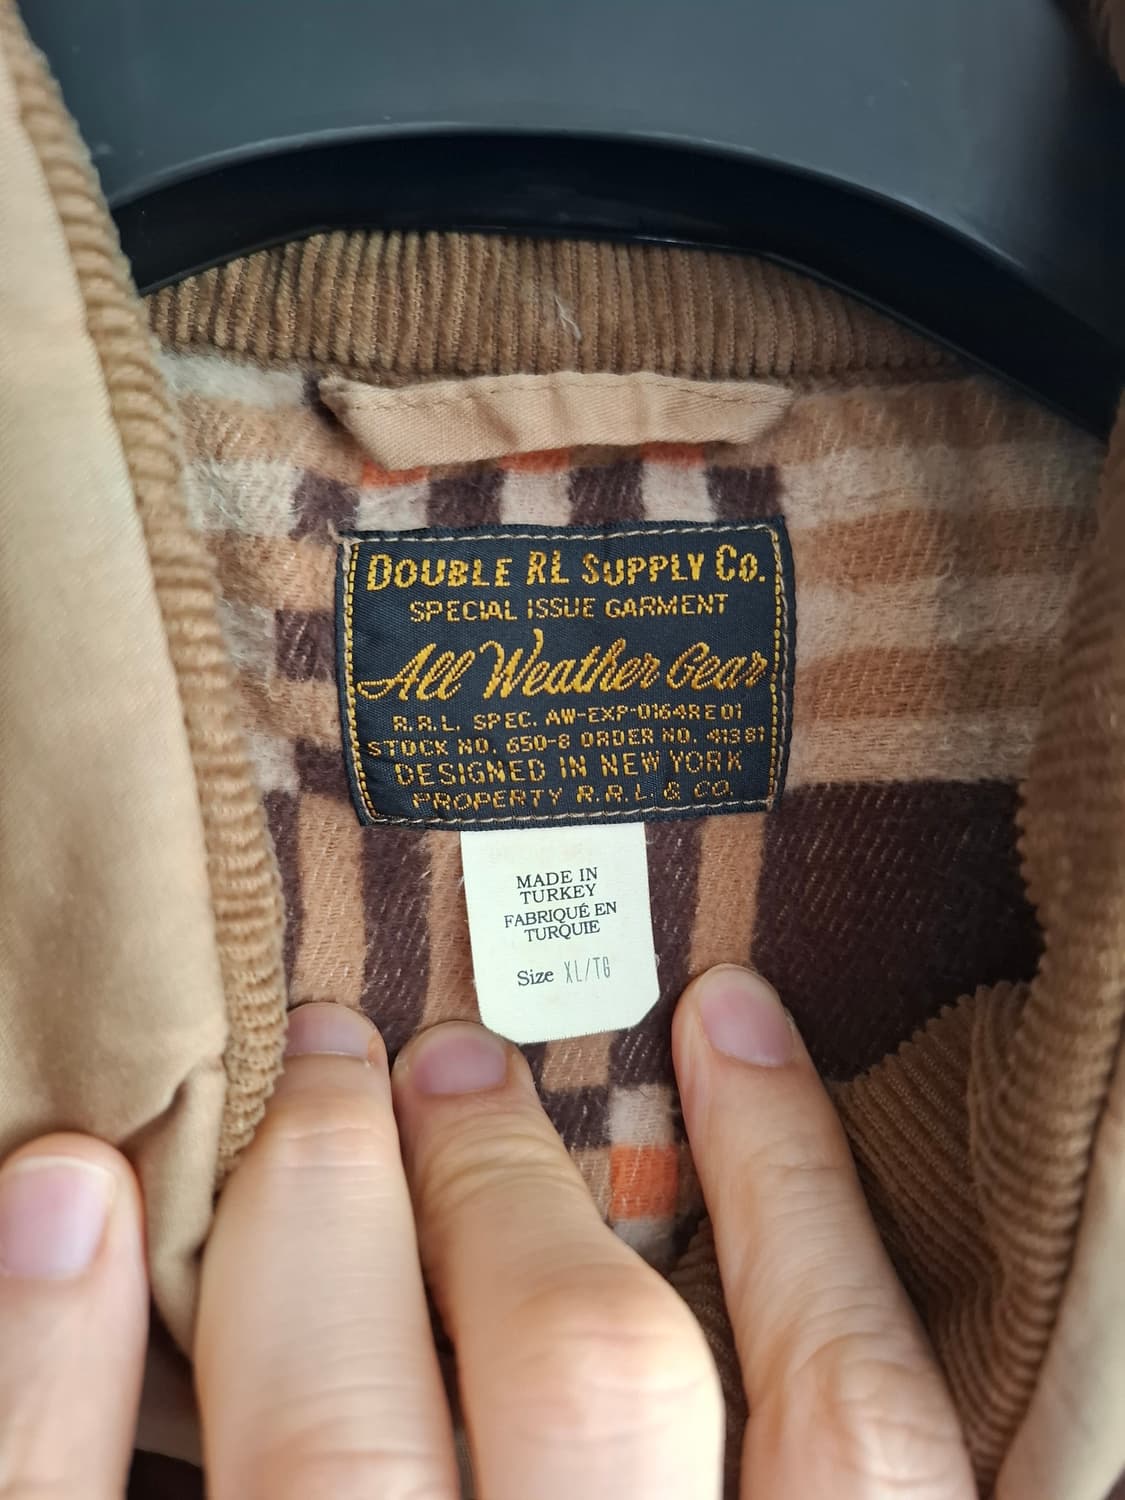 DOUBLE RL SUPPLY CO.
SPECIAL ISSUE GARMENT
All Weather Gear
R.R.L. SPEC. AW-EXP-0164RE01
STOCK NO. 650-8 ORDER NO. 41381
DESIGNED IN NEW YORK
PROPERTY R.R.L. & CO.
MADE IN
TURKEY
FABRIQUÉ EN
TURQUIE
Size XL/TG